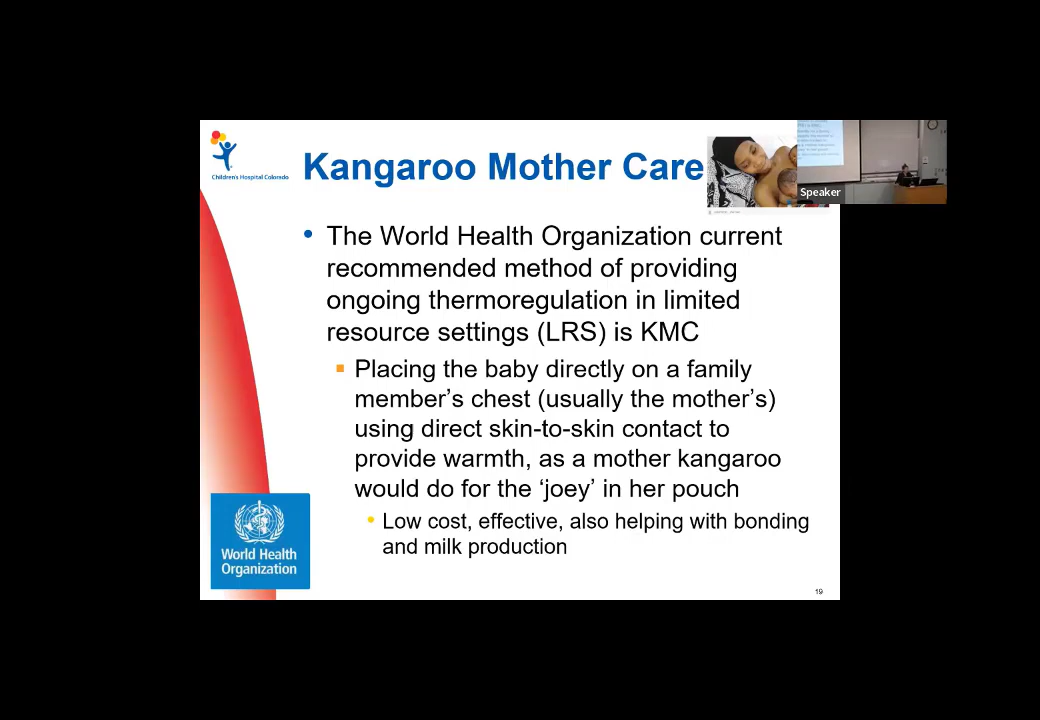 Children's Hospital Colorado
Kangaroo Mother Care
Speaker
• The World Health Organization current
recommended method of providing
ongoing thermoregulation in limited
resource settings (LRS) is KMC
▪ Placing the baby directly on a family
member’s chest (usually the mother’s)
using direct skin-to-skin contact to
provide warmth, as a mother kangaroo
would do for the ‘joey’ in her pouch
• Low cost, effective, also helping with bonding
and milk production
World Health
Organization
19